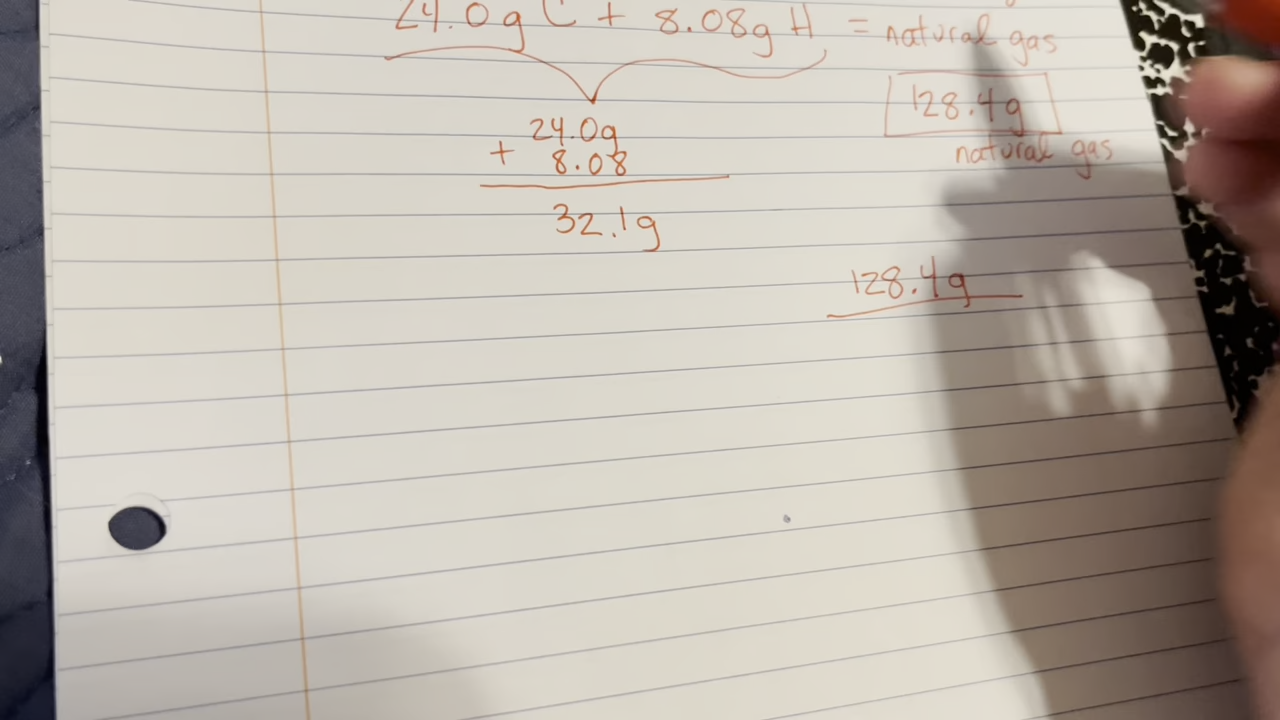 24.0g C + 8.08g H = natural gas
128.4g
natural gas
24.0g
+ 8.08
32.1g
128.4g